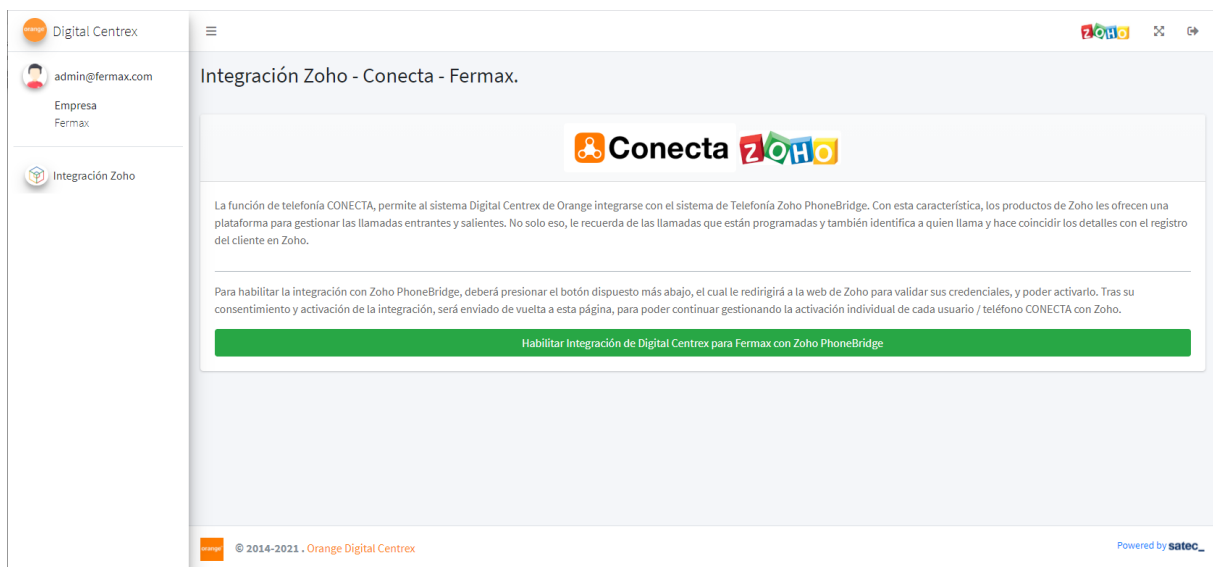 orange
Digital Centrex
admin@fermax.com
Empresa
Fermax
Integración Zoho
ZOHO
Integración Zoho - Conecta - Fermax.
Conecta ZOHO
La función de telefonía CONECTA, permite al sistema Digital Centrex de Orange integrarse con el sistema de Telefonía Zoho PhoneBridge. Con esta característica, los productos de Zoho les ofrecen una
plataforma para gestionar las llamadas entrantes y salientes. No solo eso, le recuerda de las llamadas que están programadas y también identifica a quien llama y hace coincidir los detalles con el registro
del cliente en Zoho.
Para habilitar la integración con Zoho PhoneBridge, deberá presionar el botón dispuesto más abajo, el cual le redirigirá a la web de Zoho para validar sus credenciales, y poder activarlo. Tras su
consentimiento y activación de la integración, será enviado de vuelta a esta página, para poder continuar gestionando la activación individual de cada usuario / teléfono CONECTA con Zoho.
Habilitar Integración de Digital Centrex para Fermax con Zoho PhoneBridge
orange
© 2014-2021 . Orange Digital Centrex
Powered by satec_